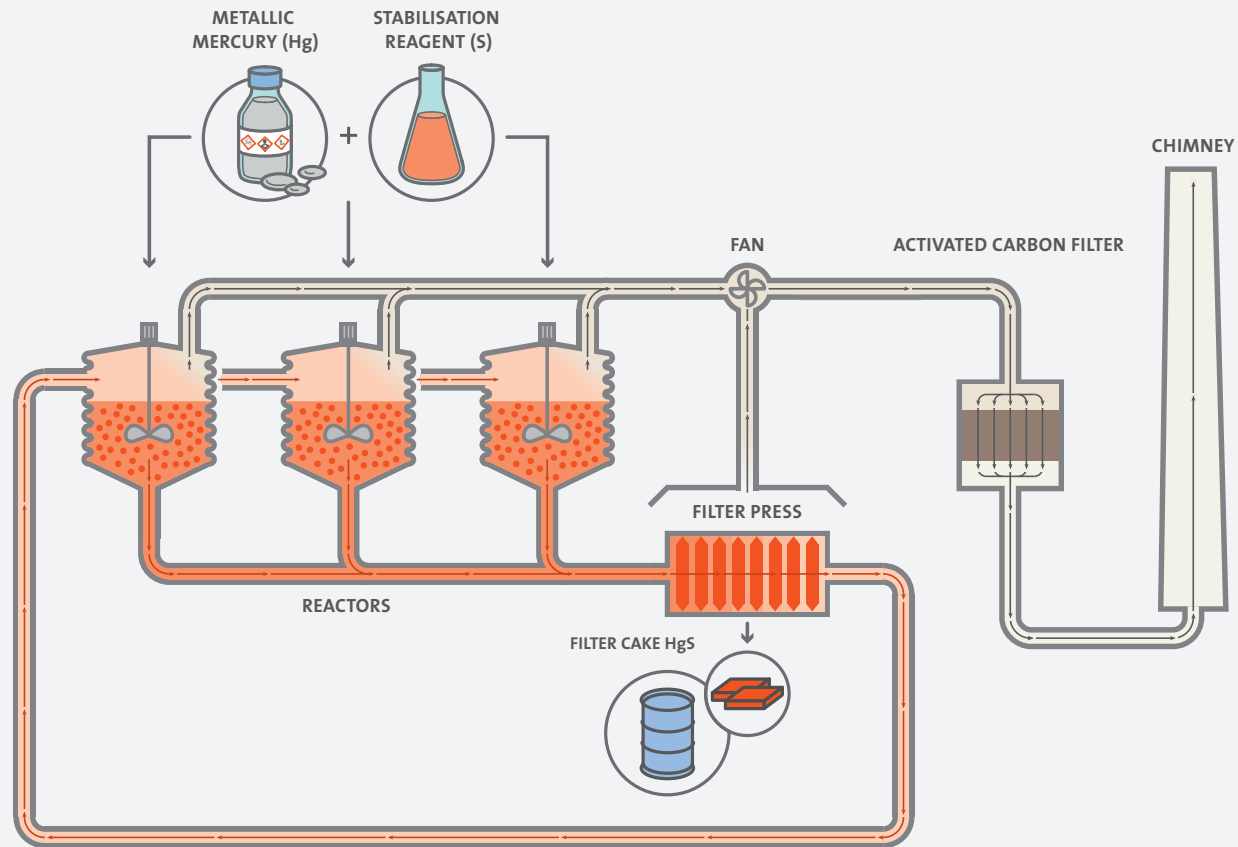 METALLIC
MERCURY (Hg)
STABILISATION
REAGENT (S)
+
CHIMNEY
FAN
ACTIVATED CARBON FILTER
FILTER PRESS
REACTORS
FILTER CAKE HgS